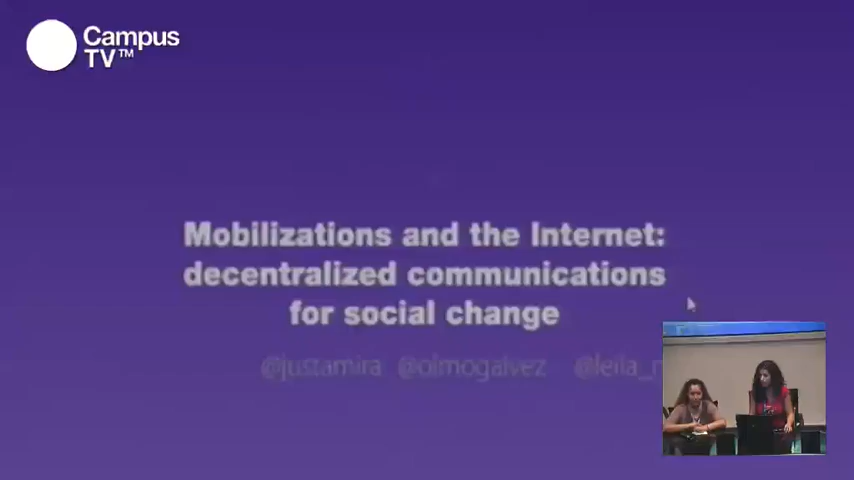 Campus
TV™
Mobilizations and the Internet:
decentralized communications
for social change
@justamira @olmogalvez